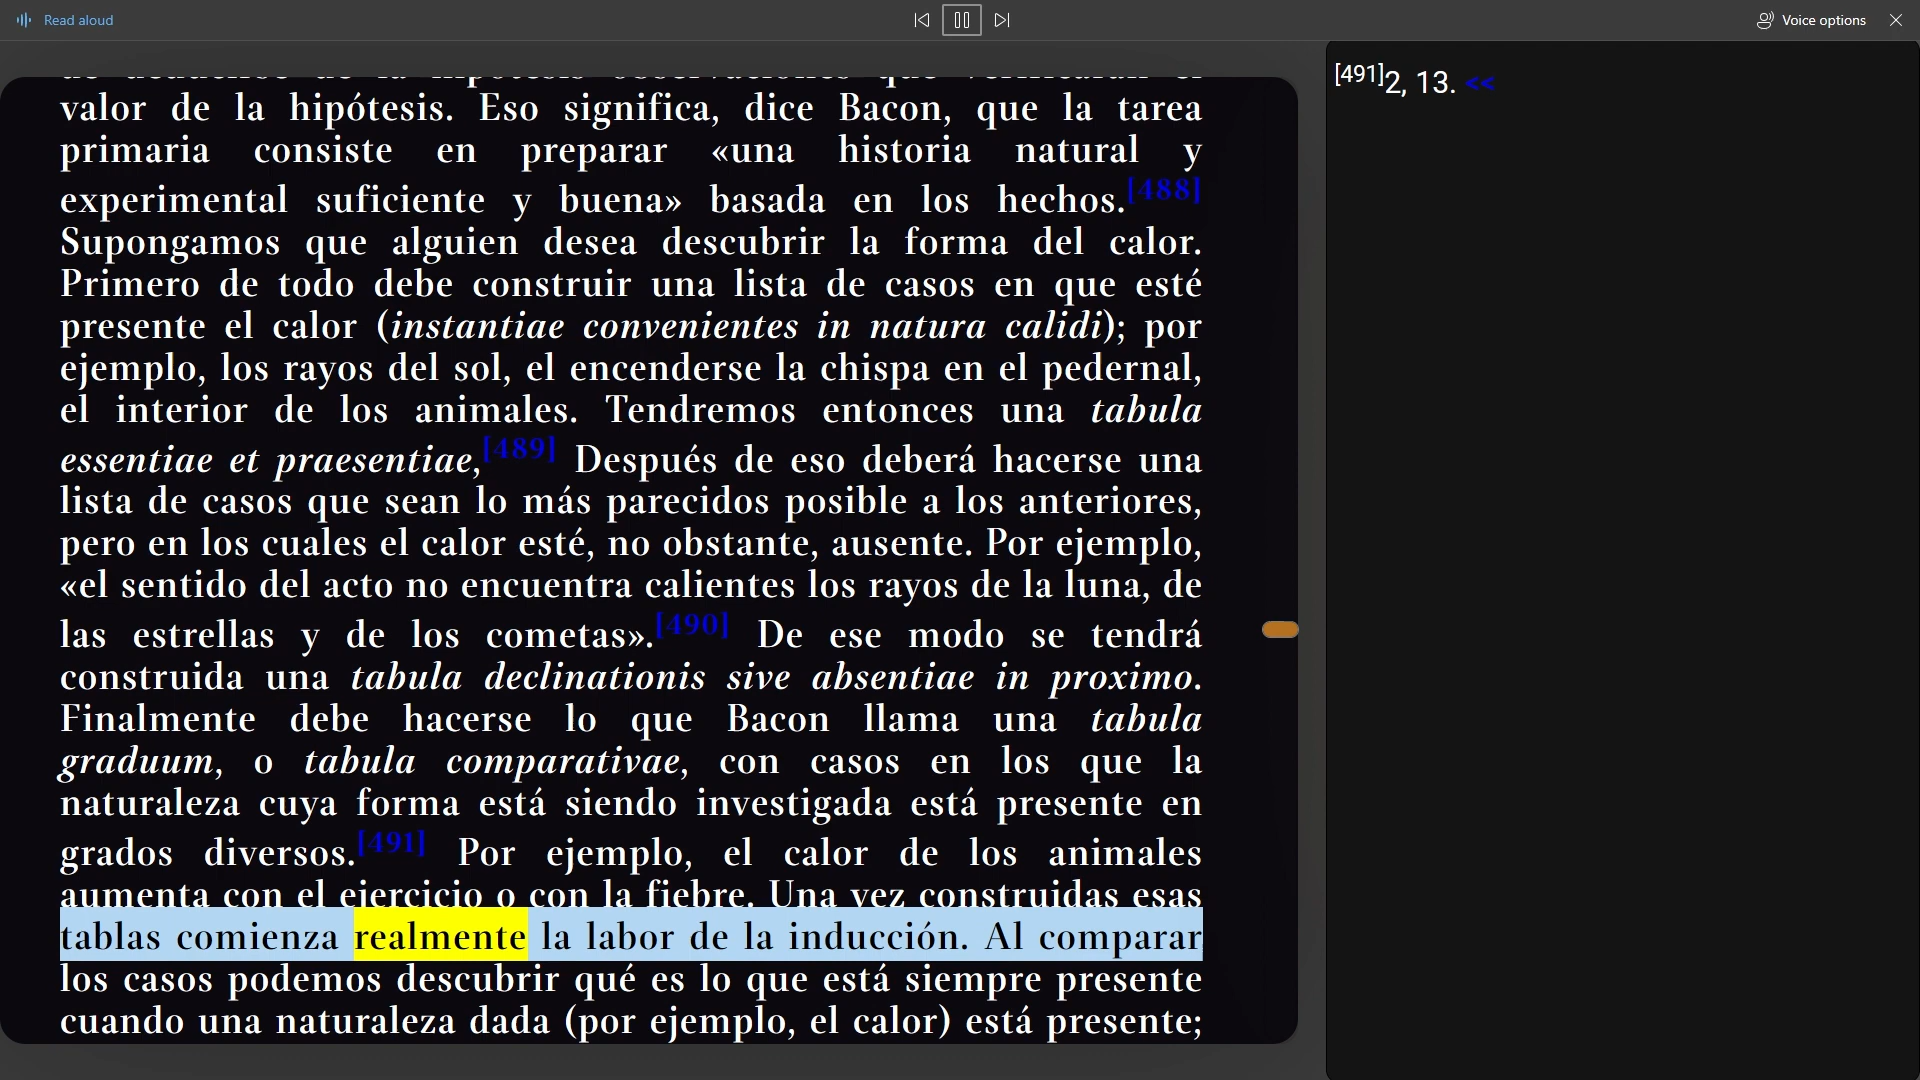 Read aloud
Voice options
valor de la hipótesis. Eso significa, dice Bacon, que la tarea
primaria consiste en preparar «una historia natural y
experimental suficiente y buena» basada en los hechos.[488]
Supongamos que alguien desea descubrir la forma del calor.
Primero de todo debe construir una lista de casos en que esté
presente el calor (instantiae convenientes in natura calidi); por
ejemplo, los rayos del sol, el encenderse la chispa en el pedernal,
el interior de los animales. Tendremos entonces una tabula
essentiae et praesentiae,[489] Después de eso deberá hacerse una
lista de casos que sean lo más parecidos posible a los anteriores,
pero en los cuales el calor esté, no obstante, ausente. Por ejemplo,
«el sentido del acto no encuentra calientes los rayos de la luna, de
las estrellas y de los cometas».[490] De ese modo se tendrá
construida una tabula declinationis sive absentiae in proximo.
Finalmente debe hacerse lo que Bacon llama una tabula
graduum, o tabula comparativae, con casos en los que la
naturaleza cuya forma está siendo investigada está presente en
grados diversos.[491] Por ejemplo, el calor de los animales
aumenta con el ejercicio o con la fiebre. Una vez construidas esas
tablas comienza realmente la labor de la inducción. Al comparar
los casos podemos descubrir qué es lo que está siempre presente
cuando una naturaleza dada (por ejemplo, el calor) está presente;
[491]2, 13. <<